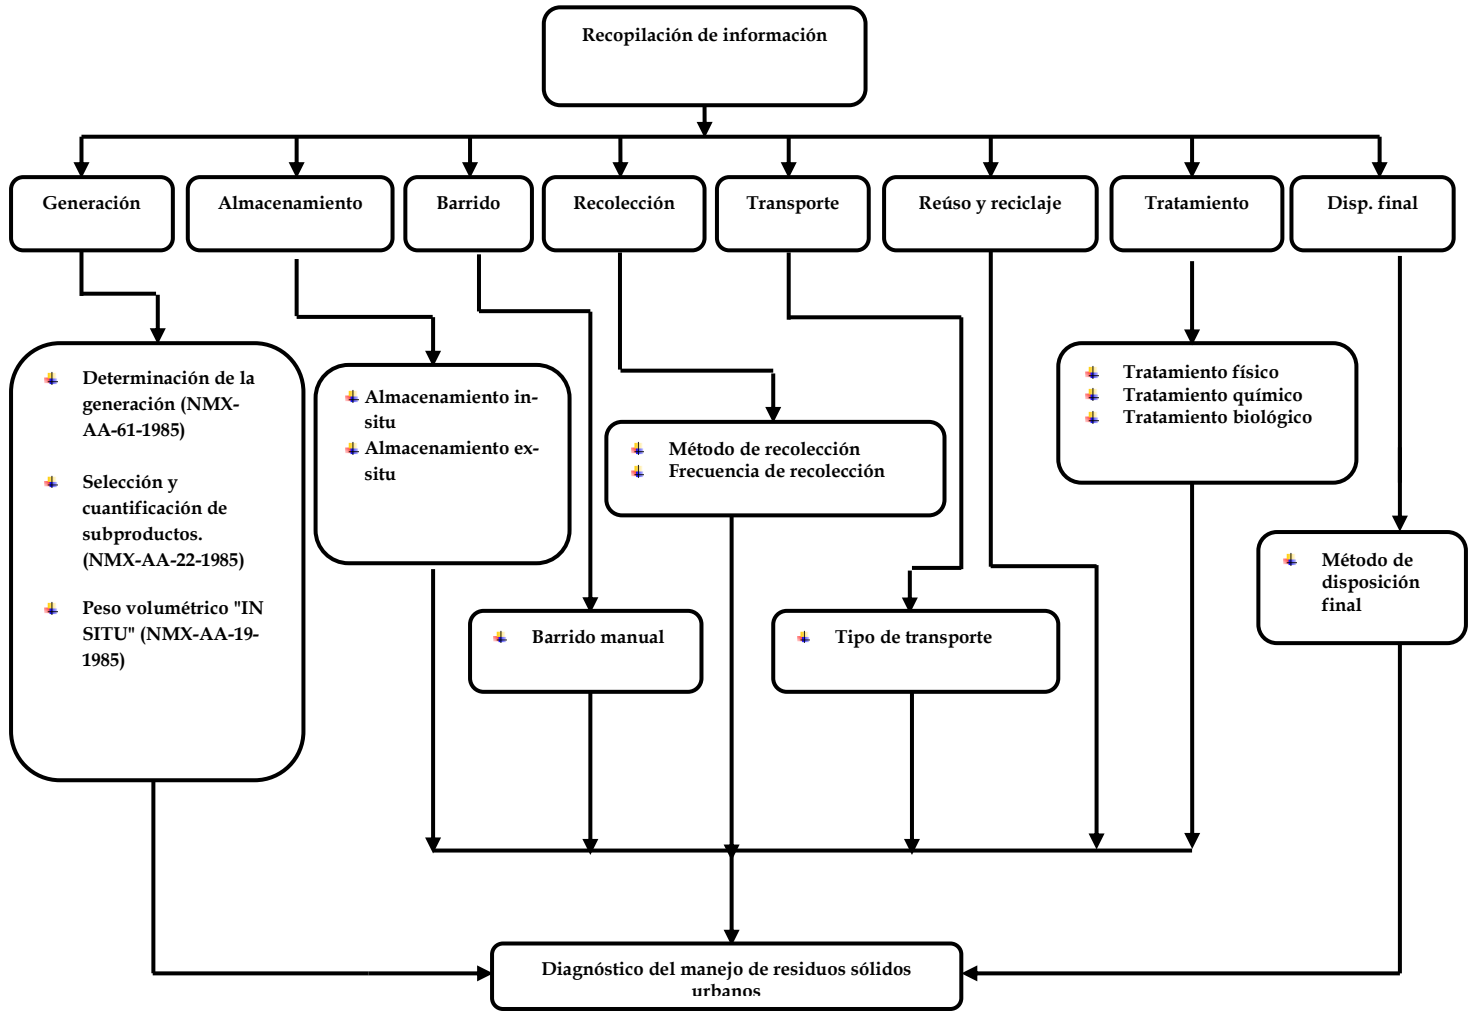 Recopilación de información
Generación
Almacenamiento
Barrido
Recolección
Transporte
Reúso y reciclaje
Tratamiento
Disp. final
Determinación de la
generación (NMX-
AA-61-1985)
Selección y
cuantificación de
subproductos.
(NMX-AA-22-1985)
Peso volumétrico "IN
SITU" (NMX-AA-19-
1985)
Almacenamiento in-
situ
Almacenamiento ex-
situ
Método de recolección
Frecuencia de recolección
Tratamiento físico
Tratamiento químico
Tratamiento biológico
Método de
disposición
final
Barrido manual
Tipo de transporte
Diagnóstico del manejo de residuos sólidos
urbanos